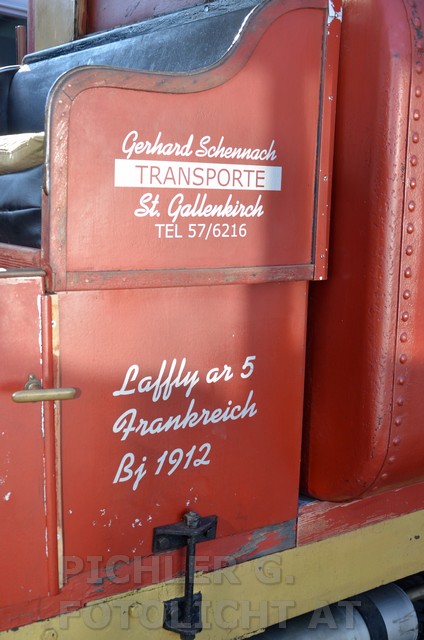 Gerhard Schennach
TRANSPORTE
St. Gallenkirch
TEL 57/6216
Laffly ar 5
Frankreich
Bj 1912
PICHLER G.
FOTOLICHT AT